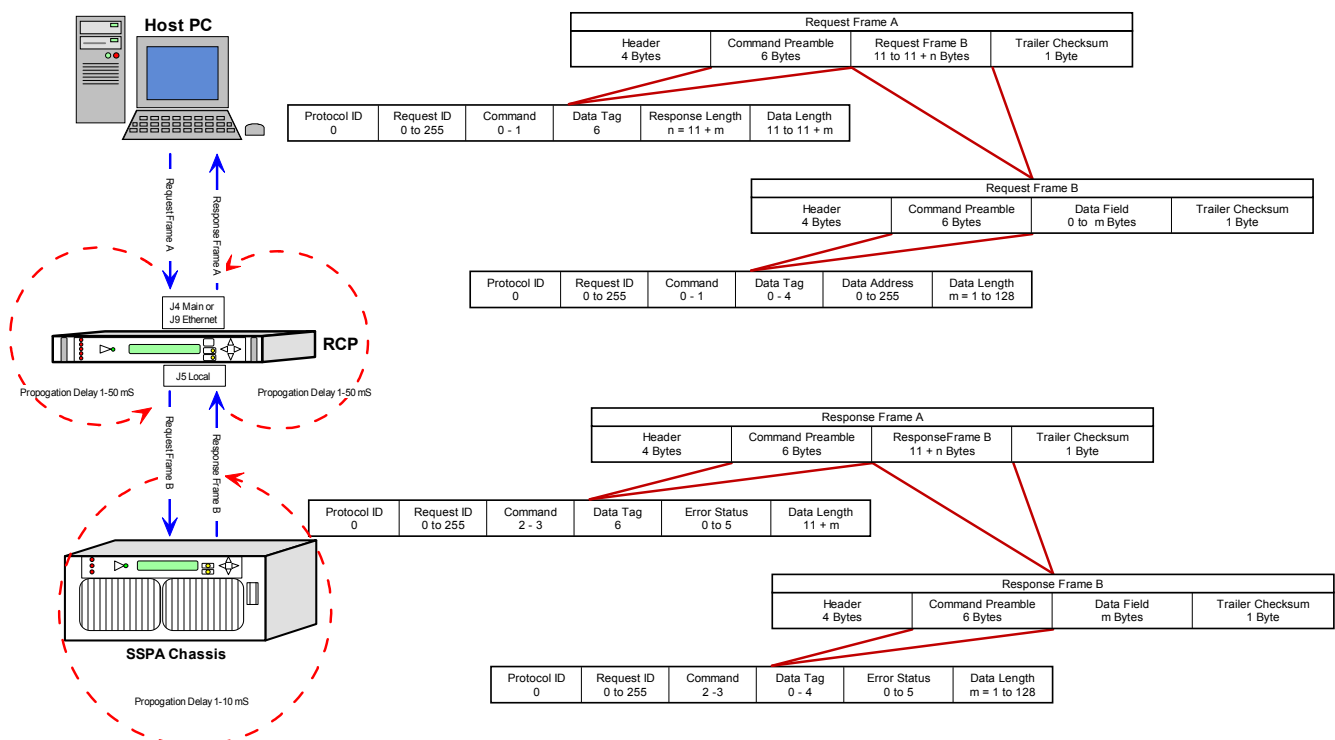 Host PC
Request Frame A
Response Frame A
J4 Main or
J9 Ethernet
RCP
J5 Local
Propogation Delay 1-50 mS
Propogation Delay 1-50 mS
Request Frame B
Response Frame B
SSPA Chassis
Propogation Delay 1-10 mS
Request Frame A
Header
4 Bytes
Command Preamble
6 Bytes
Request Frame B
11 to 11 + n Bytes
Trailer Checksum
1 Byte
Protocol ID
0
Request ID
0 to 255
Command
0 - 1
Data Tag
6
Response Length
n = 11 + m
Data Length
11 to 11 + m
Request Frame B
Header
4 Bytes
Command Preamble
6 Bytes
Data Field
0 to m Bytes
Trailer Checksum
1 Byte
Protocol ID
0
Request ID
0 to 255
Command
0 - 1
Data Tag
0 - 4
Data Address
0 to 255
Data Length
m = 1 to 128
Response Frame A
Header
4 Bytes
Command Preamble
6 Bytes
ResponseFrame B
11 + n Bytes
Trailer Checksum
1 Byte
Protocol ID
0
Request ID
0 to 255
Command
2 - 3
Data Tag
6
Error Status
0 to 5
Data Length
11 + m
Response Frame B
Header
4 Bytes
Command Preamble
6 Bytes
Data Field
m Bytes
Trailer Checksum
1 Byte
Protocol ID
0
Request ID
0 to 255
Command
2 -3
Data Tag
0 - 4
Error Status
0 to 5
Data Length
m = 1 to 128